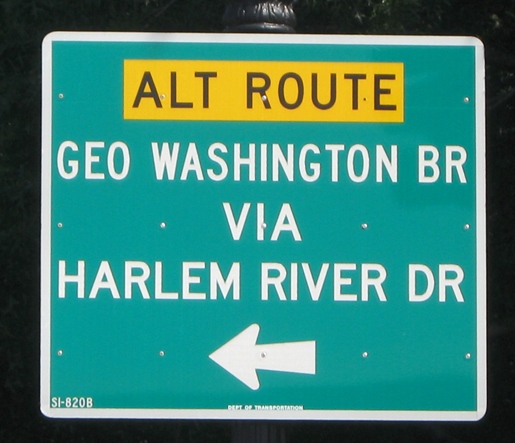 ALT ROUTE
GEO WASHINGTON BR
VIA
HARLEM RIVER DR
SI-820B
DEPT OF TRANSPORTATION